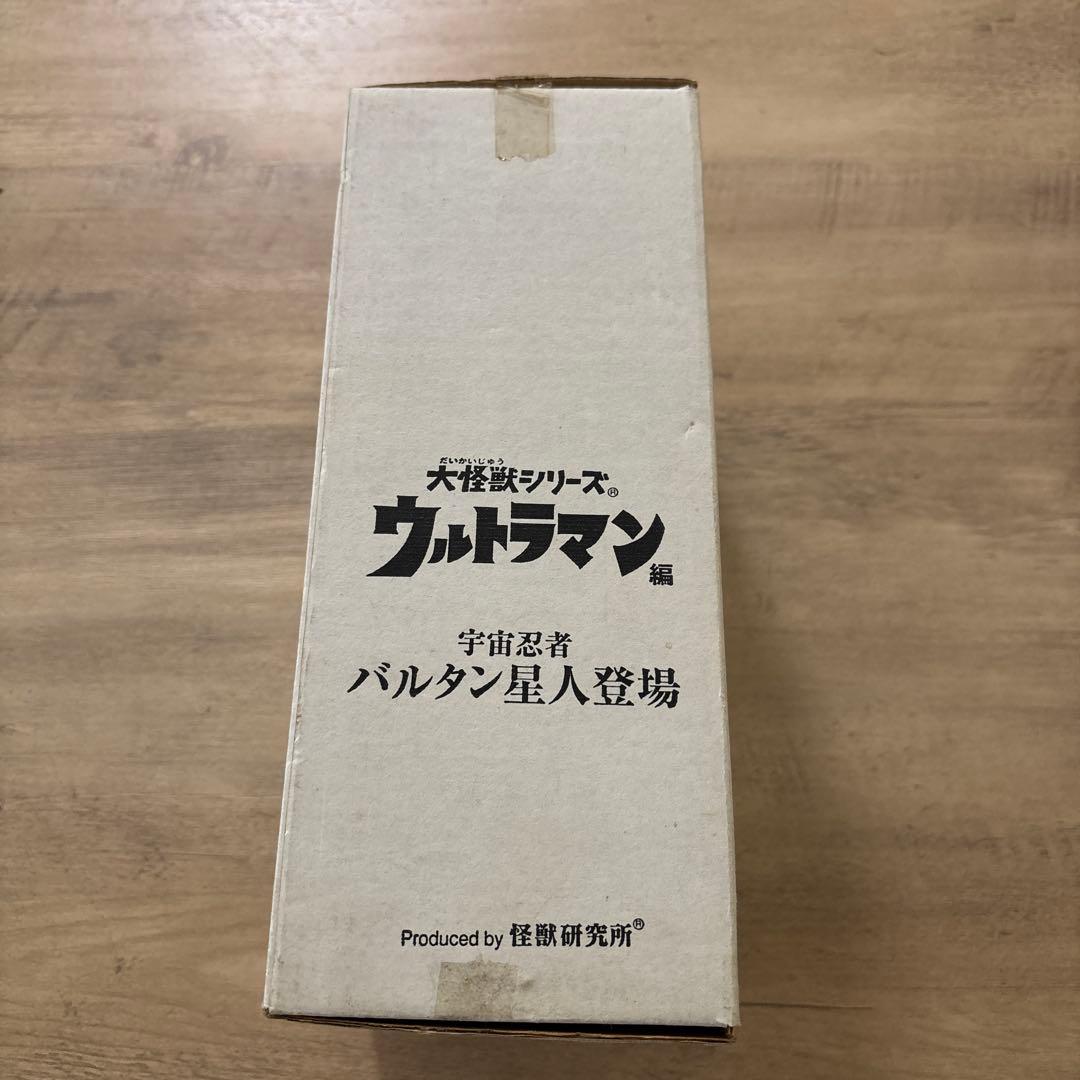 だいかいじゅう
大怪獣シリーズ®
ウルトラマン編
宇宙忍者
バルタン星人登場
Produced by 怪獣研究所®